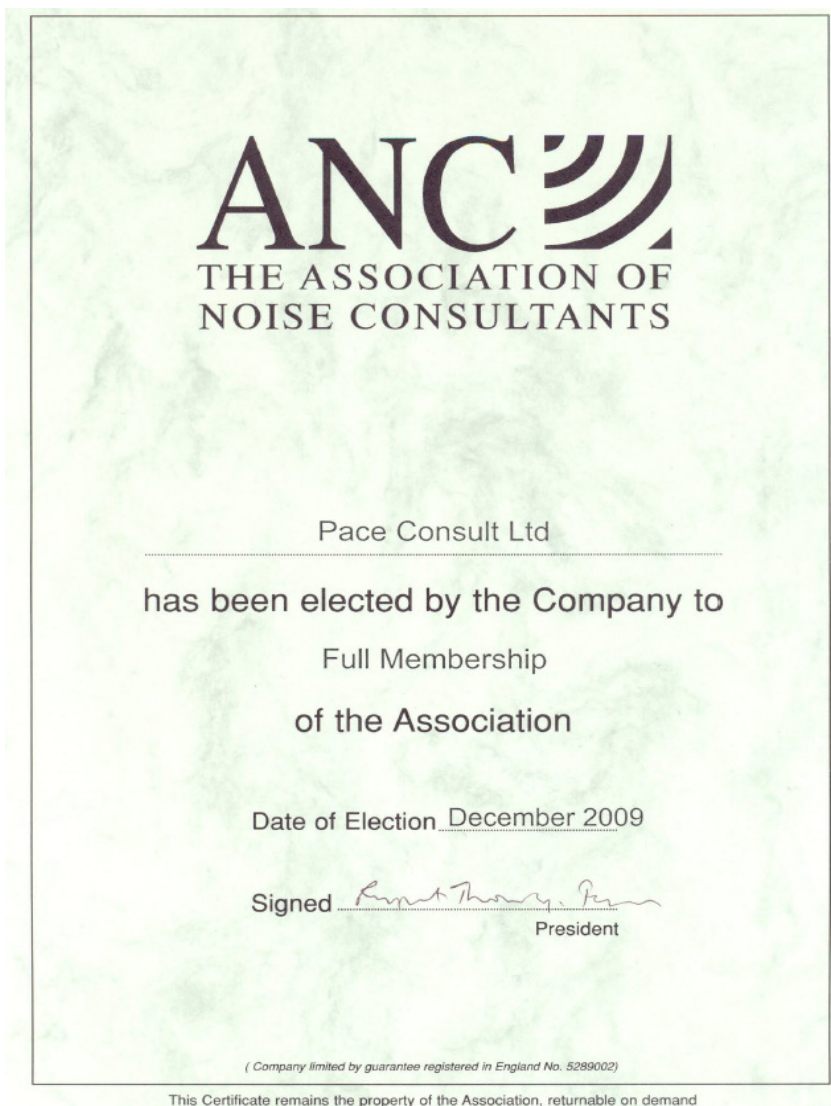 ANC
THE ASSOCIATION OF
NOISE CONSULTANTS
Pace Consult Ltd
has been elected by the Company to
Full Membership
of the Association
Date of Election December 2009
Signed
President
( Company limited by guarantee registered in England No. 5289002)
This Certificate remains the property of the Association, returnable on demand